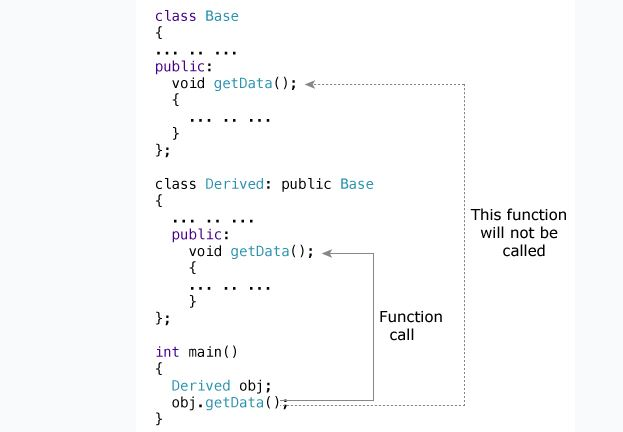 class Base
{
... .. ...
public:
void getData();
{
... .. ...
}
};
class Derived: public Base
{
... .. ...
public:
void getData();
{
... .. ...
}
};
int main()
{
Derived obj;
obj.getData();
}
This function
will not be
called
Function
call